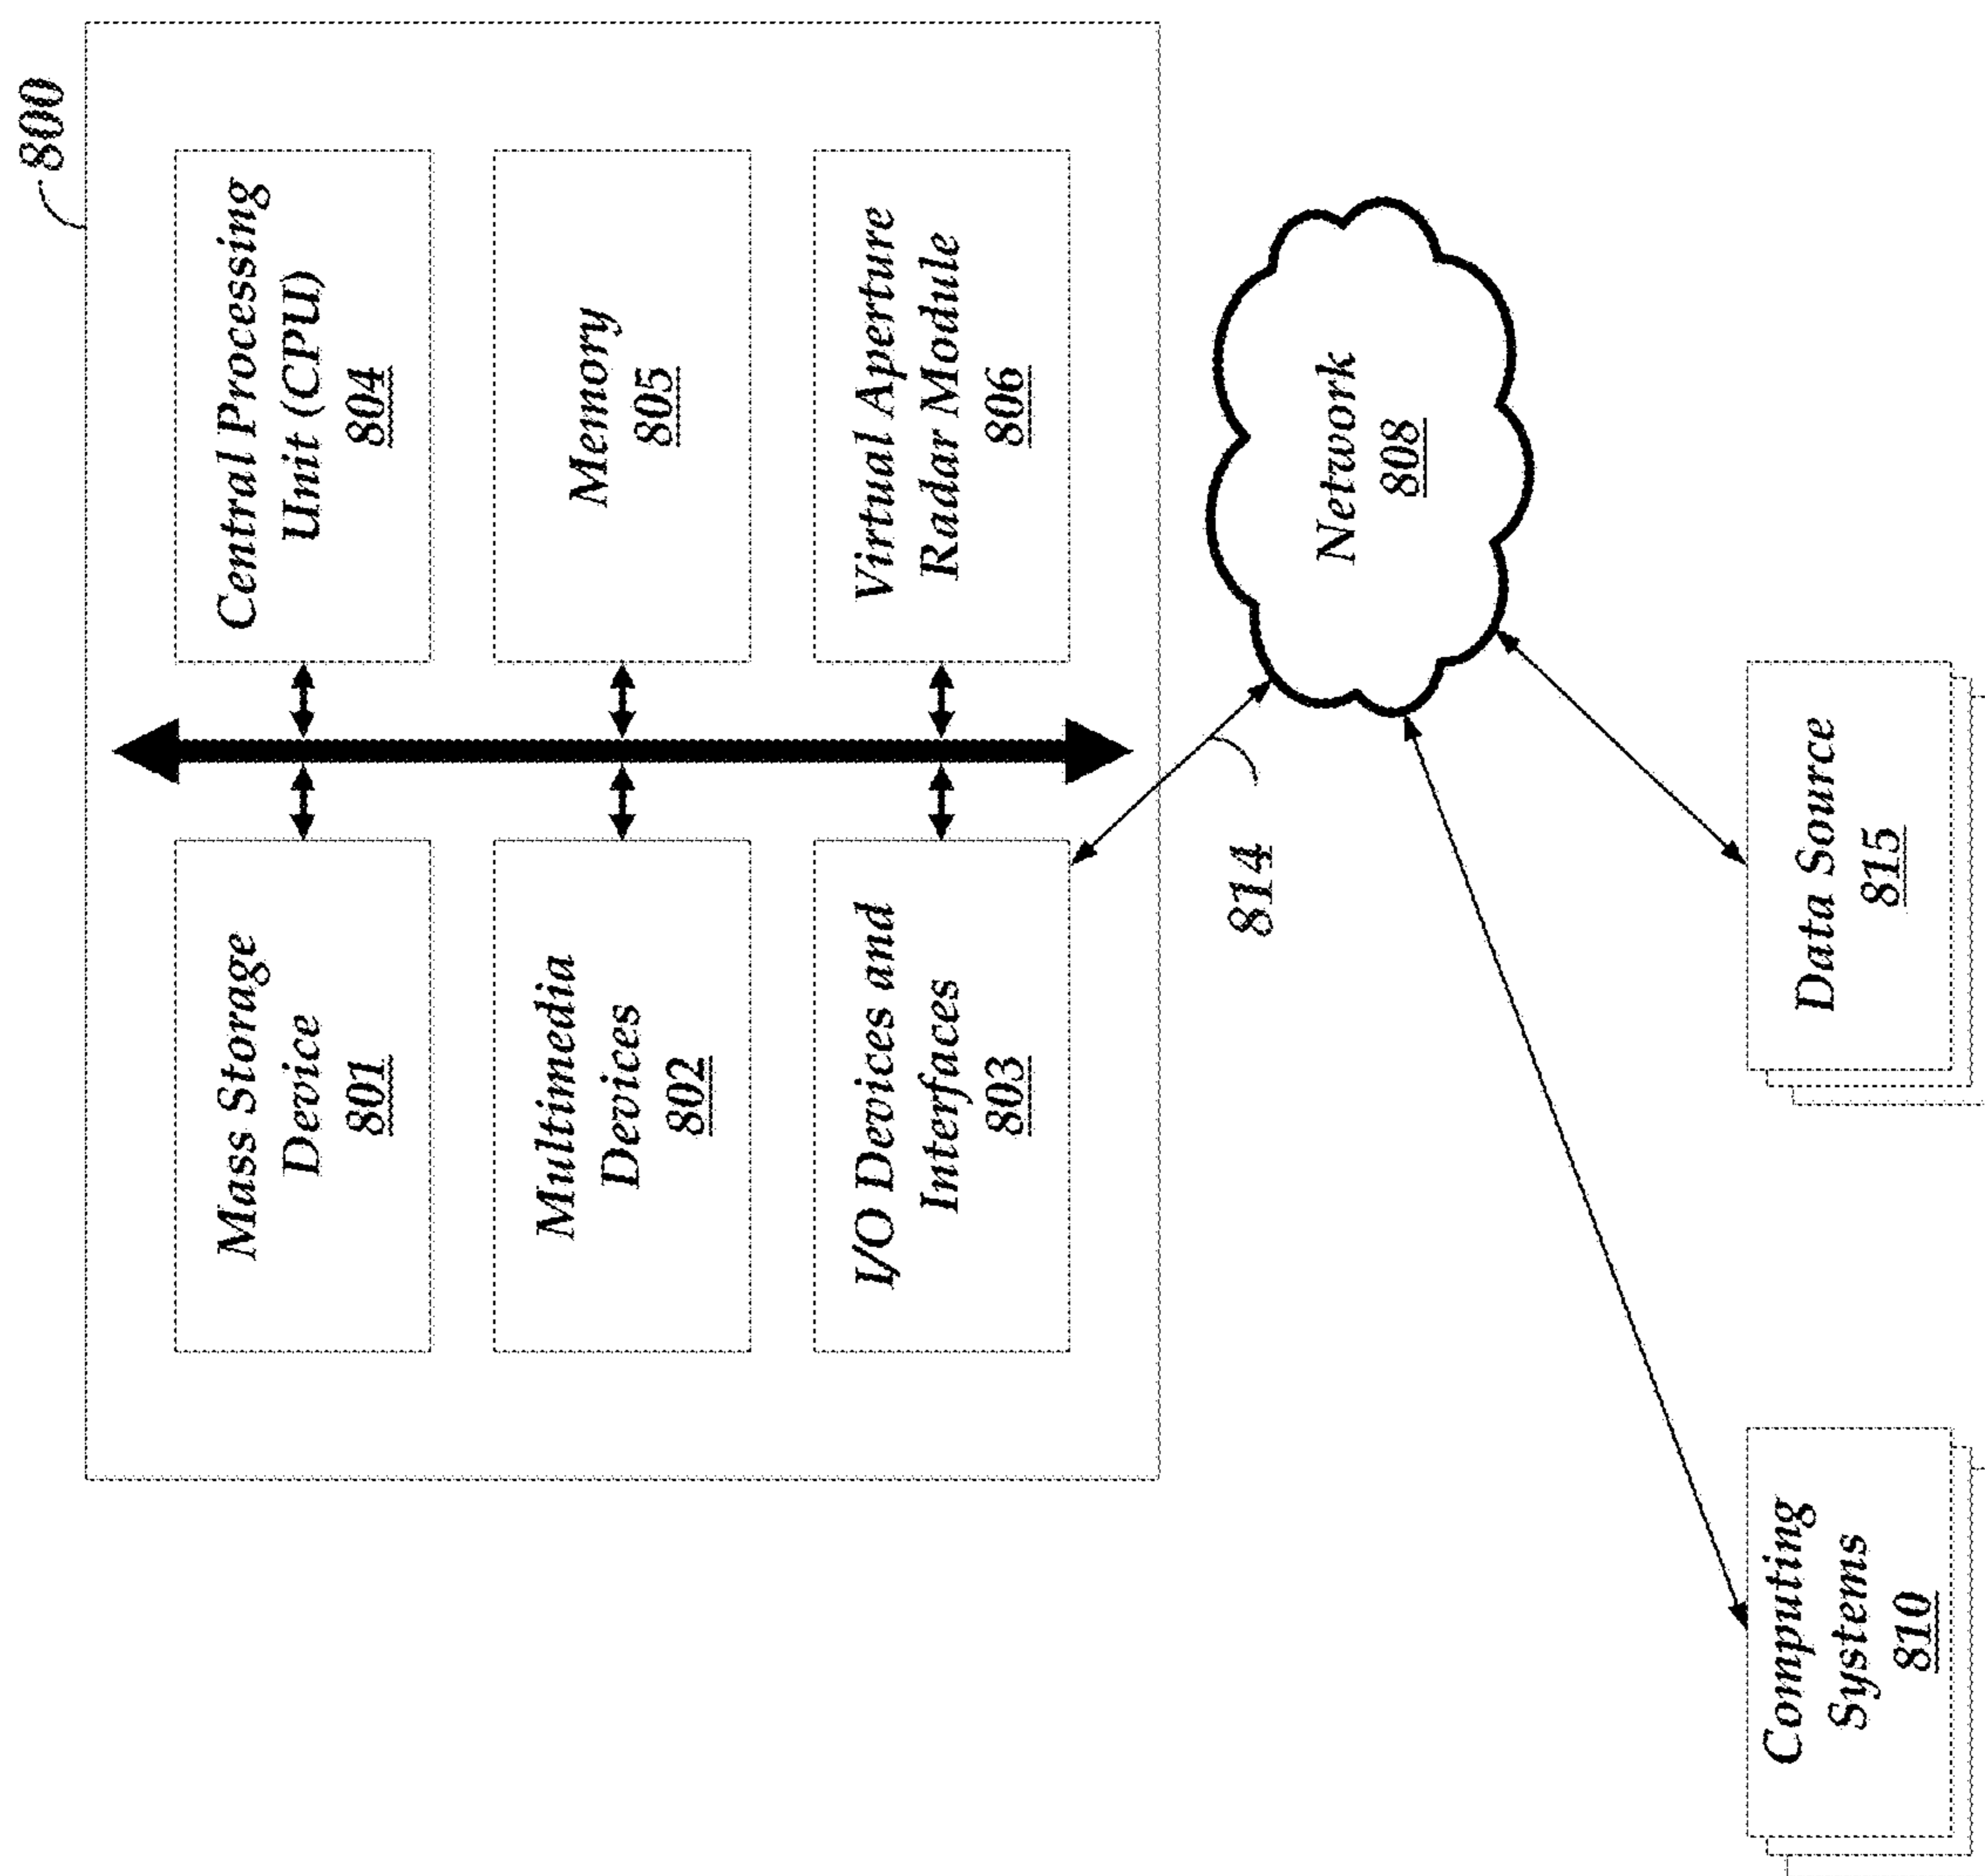 800
Mass Storage
Device
801
Central Processing
Unit (CPU)
804
Multimedia
Devices
802
Memory
805
I/O Devices and
Interfaces
803
Virtual Aperture
Radar Module
806
814
Network
808
Computing
Systems
810
Data Source
815